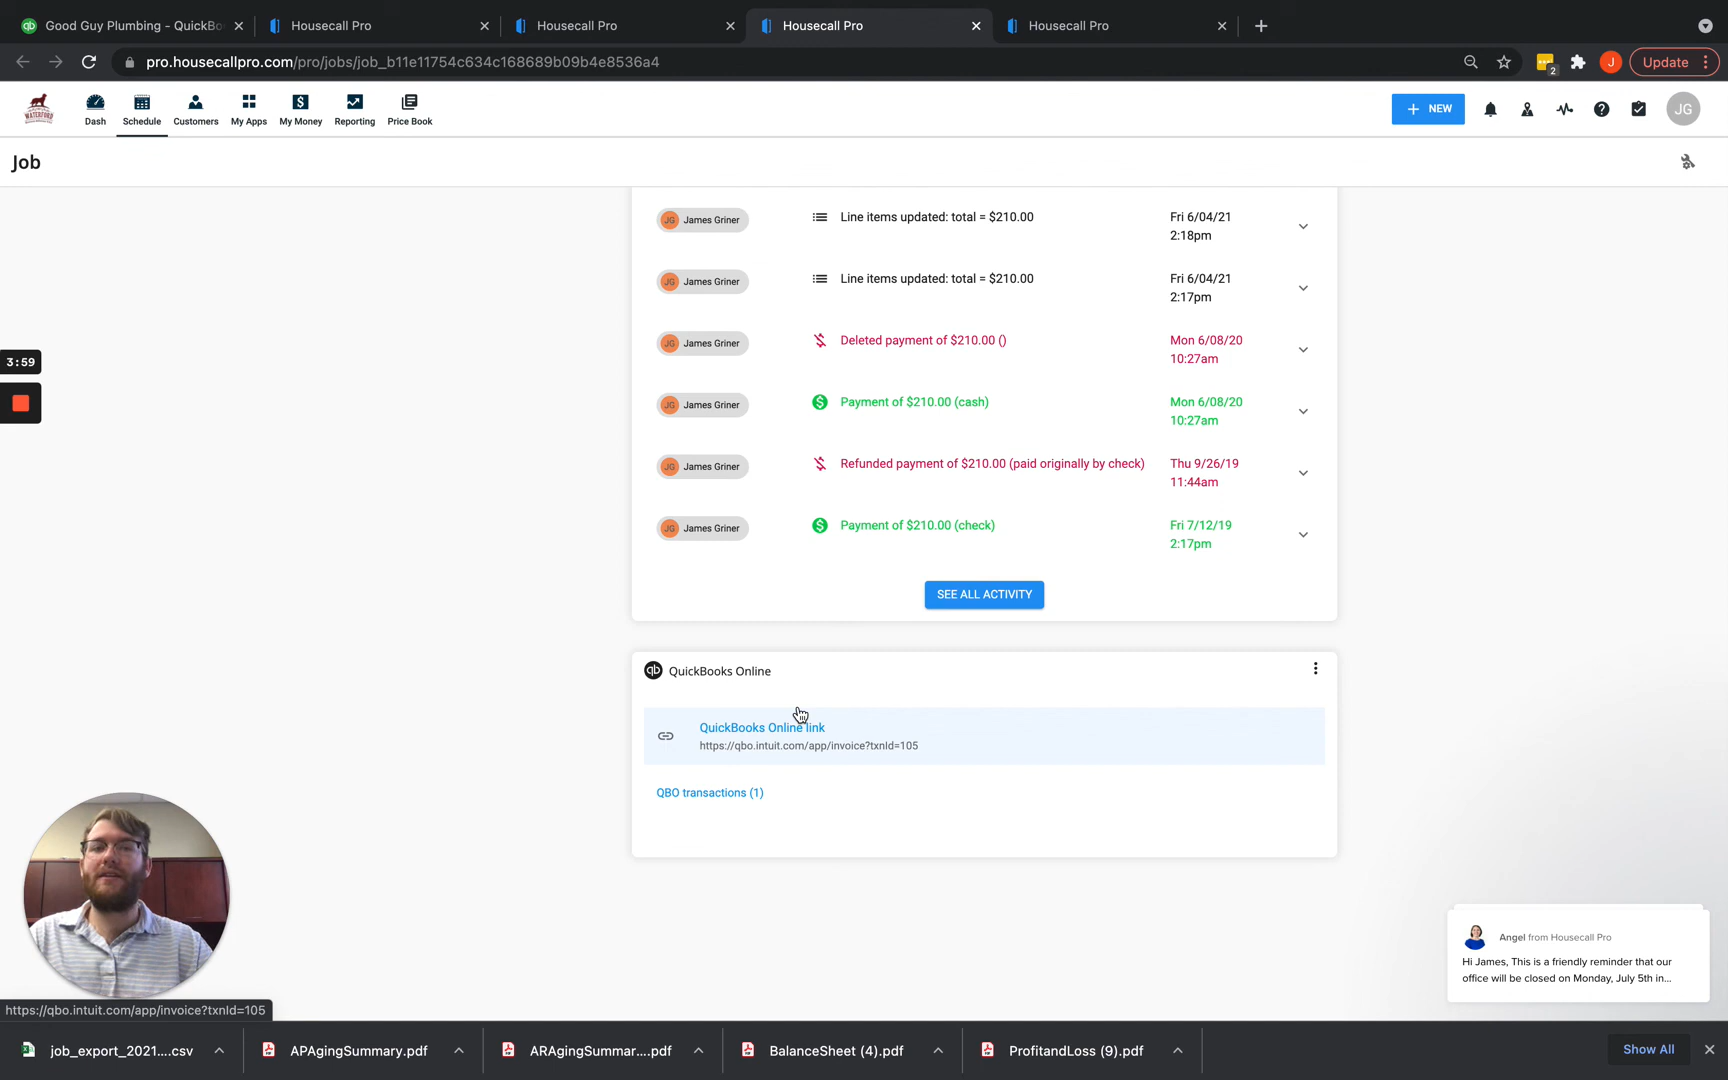 Good Guy Plumbing - QuickBo
Housecall Pro
Housecall Pro
Housecall Pro
Housecall Pro
pro.housecallpro.com/pro/jobs/job_b11e11754c634c168689b09b4e8536a4
2
J
Update
WATERFORD
Dash
Schedule
Customers
My Apps
My Money
Reporting
Price Book
+ NEW
JG
Job
JG James Griner
Line items updated: total = $210.00
Fri 6/04/21
2:18pm
JG James Griner
Line items updated: total = $210.00
Fri 6/04/21
2:17pm
JG James Griner
Deleted payment of $210.00 ()
Mon 6/08/20
10:27am
3:59
JG James Griner
Payment of $210.00 (cash)
Mon 6/08/20
10:27am
JG James Griner
Refunded payment of $210.00 (paid originally by check)
Thu 9/26/19
11:44am
JG James Griner
Payment of $210.00 (check)
Fri 7/12/19
2:17pm
SEE ALL ACTIVITY
qb QuickBooks Online
QuickBooks Online link
https://qbo.intuit.com/app/invoice?txnId=105
QBO transactions (1)
Angel from Housecall Pro
Hi James, This is a friendly reminder that our
office will be closed on Monday, July 5th in...
https://qbo.intuit.com/app/invoice?txnId=105
job_export_2021....csv
APAgingSummary.pdf
ARAgingSummar....pdf
BalanceSheet (4).pdf
ProfitandLoss (9).pdf
Show All